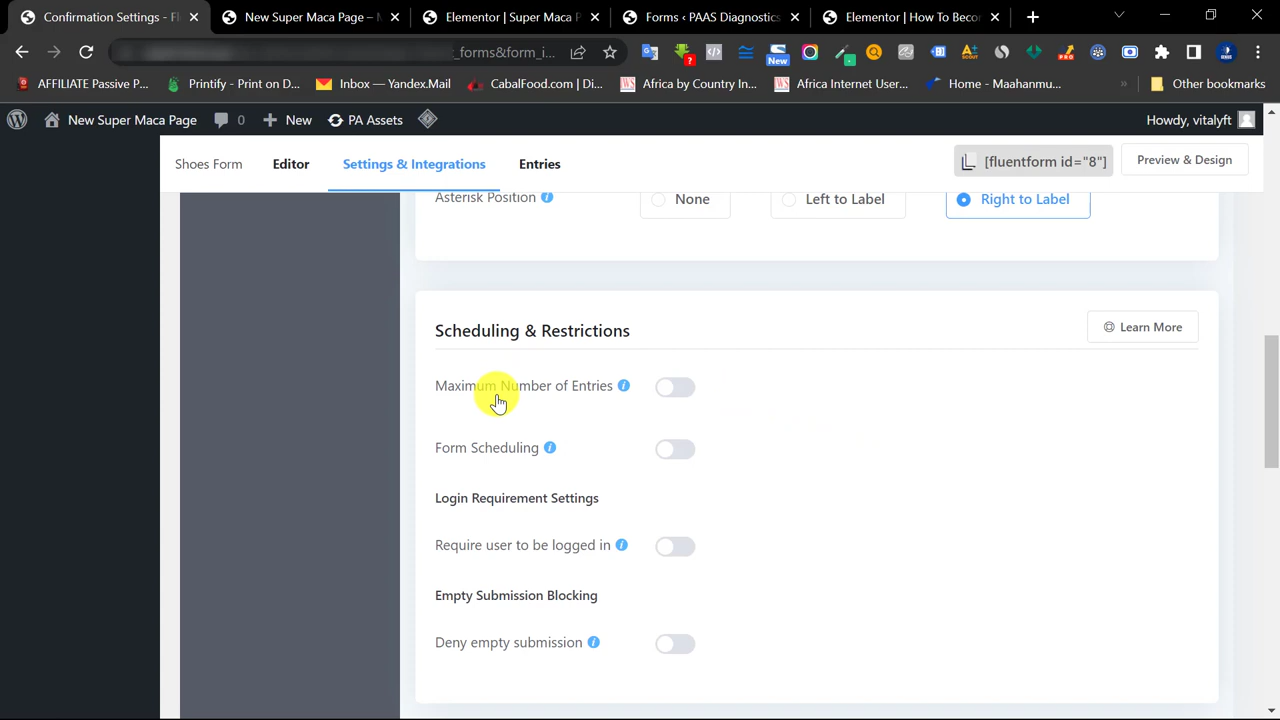 Confirmation Settings - Fl
New Super Maca Page –
Elementor | Super Maca P
Forms ‹ PAAS Diagnostics
Elementor | How To Becor
_forms&form_i...
New
PRO
AFFILIATE Passive P...
Printify - Print on D...
Inbox — Yandex.Mail
CabalFood.com | Di...
Africa by Country In...
Africa Internet User...
Home - Maahanmu...
»
Other bookmarks
New Super Maca Page
0
New
PA Assets
Howdy, vitalyft
Shoes Form
Editor
Settings & Integrations
Entries
[fluentform id="8"]
Preview & Design
Asterisk Position
None
Left to Label
Right to Label
Scheduling & Restrictions
Learn More
Maximum Number of Entries
Form Scheduling
Login Requirement Settings
Require user to be logged in
Empty Submission Blocking
Deny empty submission